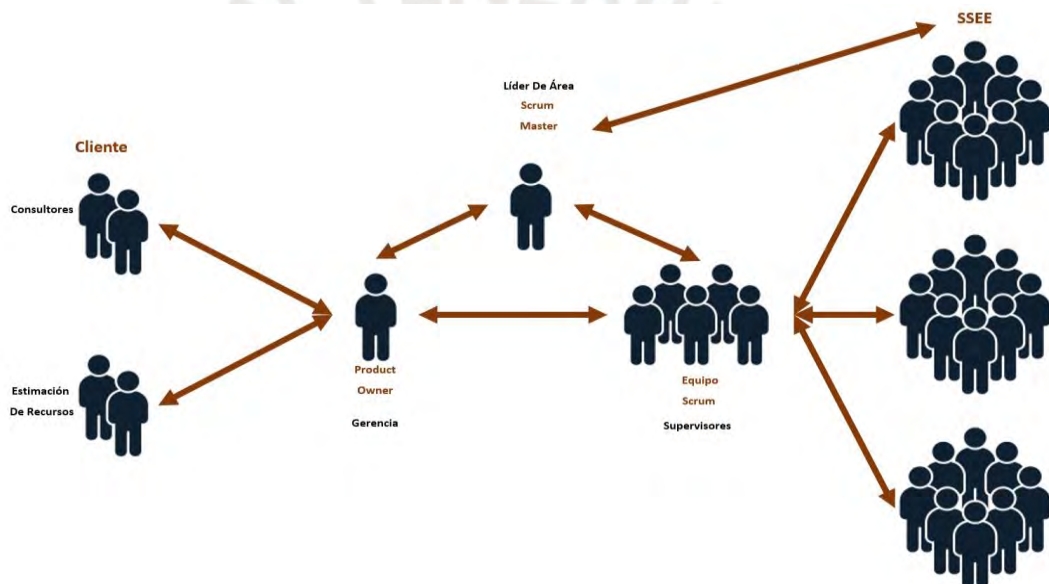 SSEE
Líder De Área
Scrum
Master
Cliente
Consultores
Estimación
De Recursos
Product
Owner
Gerencia
Equipo
Scrum
Supervisores